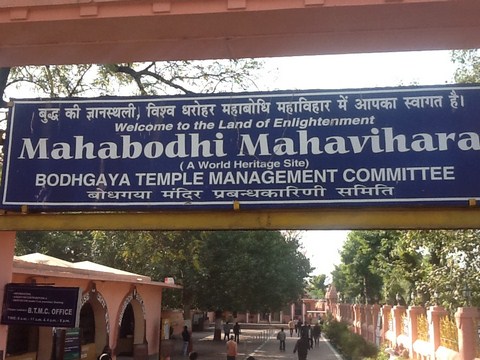 बुद्ध की ज्ञानस्थली, विश्व धरोहर महाबोधि महाविहार में आपका स्वागत है।
Welcome to the Land of Enlightenment
Mahabodhi Mahavihara
(A World Heritage Site)
BODHGAYA TEMPLE MANAGEMENT COMMITTEE
बोधगया मंदिर प्रबन्धकारिणी समिति
B.T.M.C. OFFICE